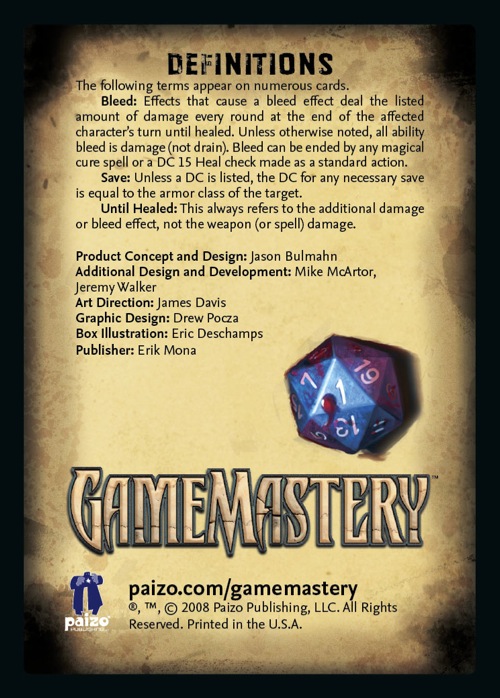 DEFINITIONS
The following terms appear on numerous cards.
Bleed: Effects that cause a bleed effect deal the listed
amount of damage every round at the end of the affected
character's turn until healed. Unless otherwise noted, all ability
bleed is damage (not drain). Bleed can be ended by any magical
cure spell or a DC 15 Heal check made as a standard action.
Save: Unless a DC is listed, the DC for any necessary save
is equal to the armor class of the target.
Until Healed: This always refers to the additional damage
or bleed effect, not the weapon (or spell) damage.
Product Concept and Design: Jason Bulmahn
Additional Design and Development: Mike McArtor,
Jeremy Walker
Art Direction: James Davis
Graphic Design: Drew Pocza
Box Illustration: Eric Deschamps
Publisher: Erik Mona
7
1
19
13
GAMEMASTERY™
paizo.com/gamemastery
®, ™, © 2008 Paizo Publishing, LLC. All Rights
Reserved. Printed in the U.S.A.
paizo
PUBLISHING